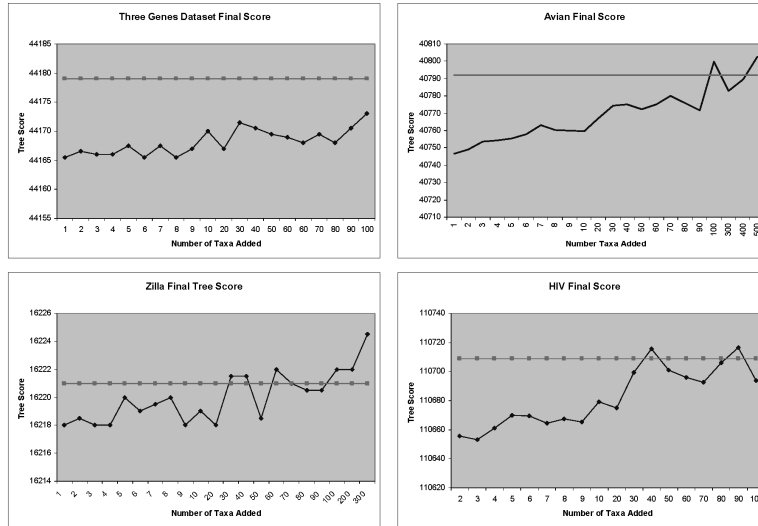 Three Genes Dataset Final Score
44185
44180
44175
44170
44165
44160
44155
Tree Score
1 2 3 4 5 6 7 8 9 10 20 30 40 50 60 70 80 90 100
Number of Taxa Added
Avian Final Score
40810
40800
40790
40780
40770
40760
40750
40740
40730
40720
40710
Tree Score
1 2 3 4 5 6 7 8 9 10 20 30 40 50 60 70 80 90 100 300 400 500
Number Taxa Added
Zilla Final Tree Score
16226
16224
16222
16220
16218
16216
16214
Tree Score
1 2 3 4 5 6 7 8 9 10 20 30 40 50 60 70 80 90 100 200 300
Number of Taxa Added
HIV Final Score
110740
110720
110700
110680
110660
110640
110620
Tree Score
2 3 4 5 6 7 8 9 10 20 30 40 50 60 70 80 90 10
Number of Taxa Added